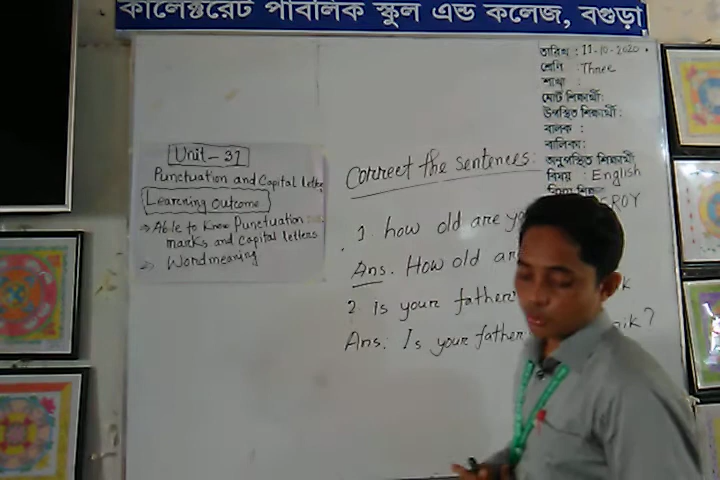 কালেক্টরেট পাবলিক স্কুল এন্ড কলেজ, বগুড়া
তারিখ : 11-10-2020
শ্রেণি : Three
শাখা :
মোট শিক্ষার্থী:
উপস্থিত শিক্ষার্থী:
বালক :
বালিকা:
অনুপস্থিত শিক্ষার্থী
বিষয় : English
ROY
Unit-31
Punctuation and Capital letter
Learning outcome
→ Able to know Punctuation
marks and capital letters
→ Word meaning
Correct the sentences:
1. how old are
Ans. How old
2. is your father
Ans: Is your father nik?